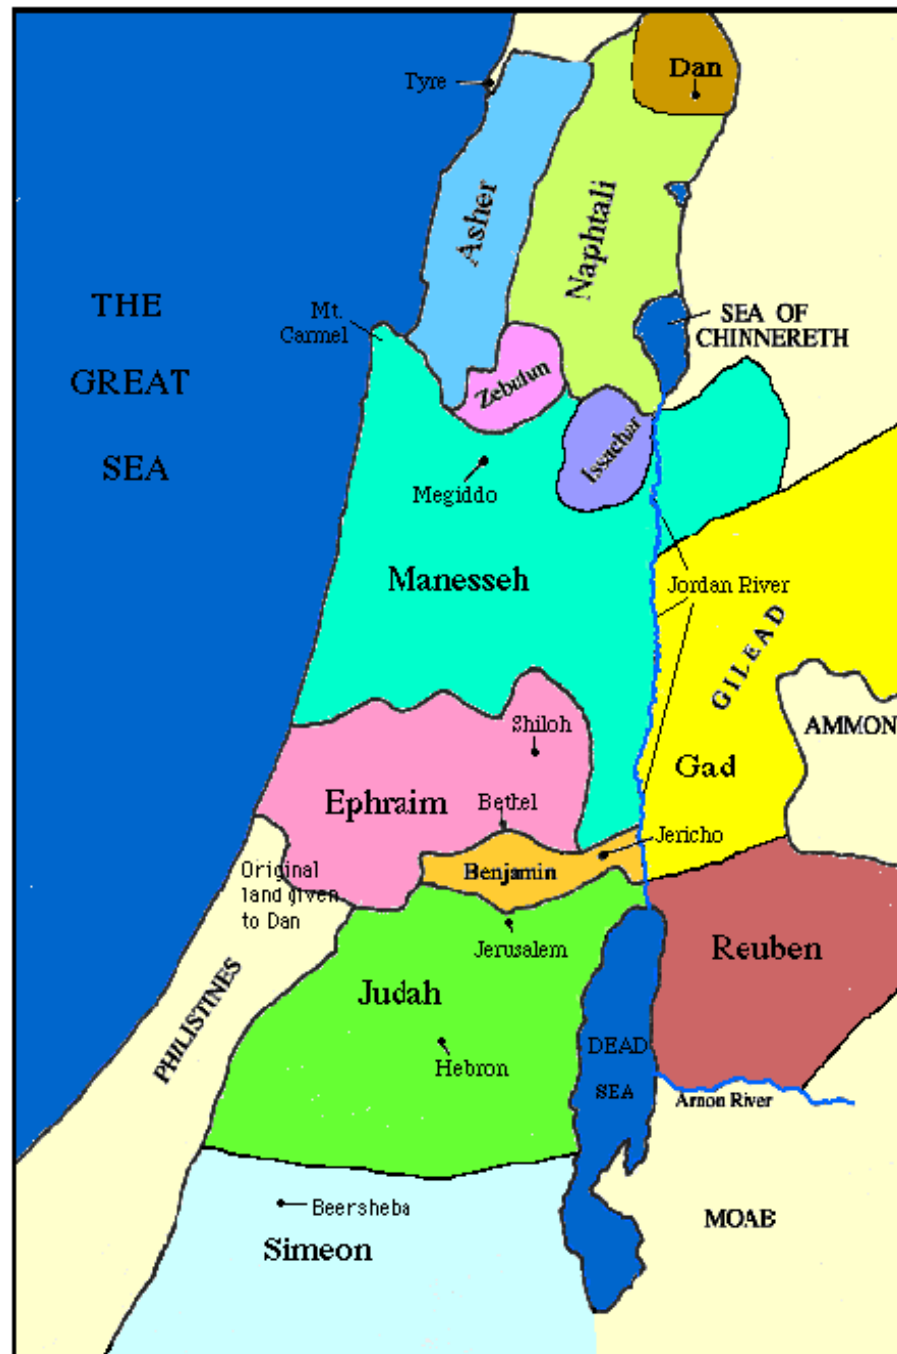 Dan
Tyre
Asher
Naphtali
THE
GREAT
SEA
Mt.
Carmel
SEA OF
CHINNERETH
Zebulun
Issachar
Megiddo
Manesseh
Jordan River
GILEAD
Shiloh
AMMON
Gad
Ephraim
Bethel
Jericho
Benjamin
Original
land given
to Dan
Jerusalem
Reuben
Judah
PHILISTINES
Hebron
DEAD
SEA
Arnon River
Beersheba
MOAB
Simeon